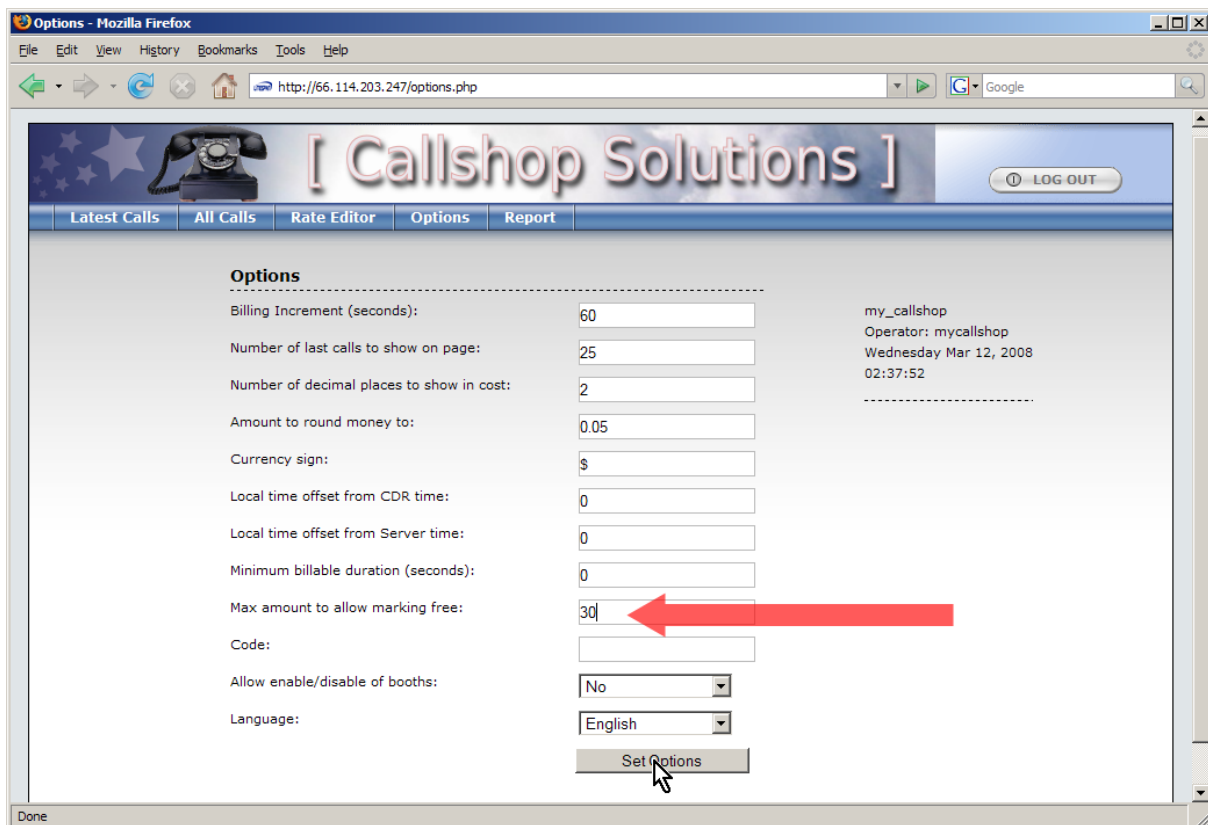 Options - Mozilla Firefox
File Edit View History Bookmarks Tools Help
http://66.114.203.247/options.php
G Google
[ Callshop Solutions ]
LOG OUT
Latest Calls All Calls Rate Editor Options Report
Options
Billing Increment (seconds): 60
my_callshop
Number of last calls to show on page: 25
Operator: mycallshop
Wednesday Mar 12, 2008
02:37:52
Number of decimal places to show in cost: 2
Amount to round money to: 0.05
Currency sign: $
Local time offset from CDR time: 0
Local time offset from Server time: 0
Minimum billable duration (seconds): 0
Max amount to allow marking free: 30
Code:
Allow enable/disable of booths: No
Language: English
Set Options
Done